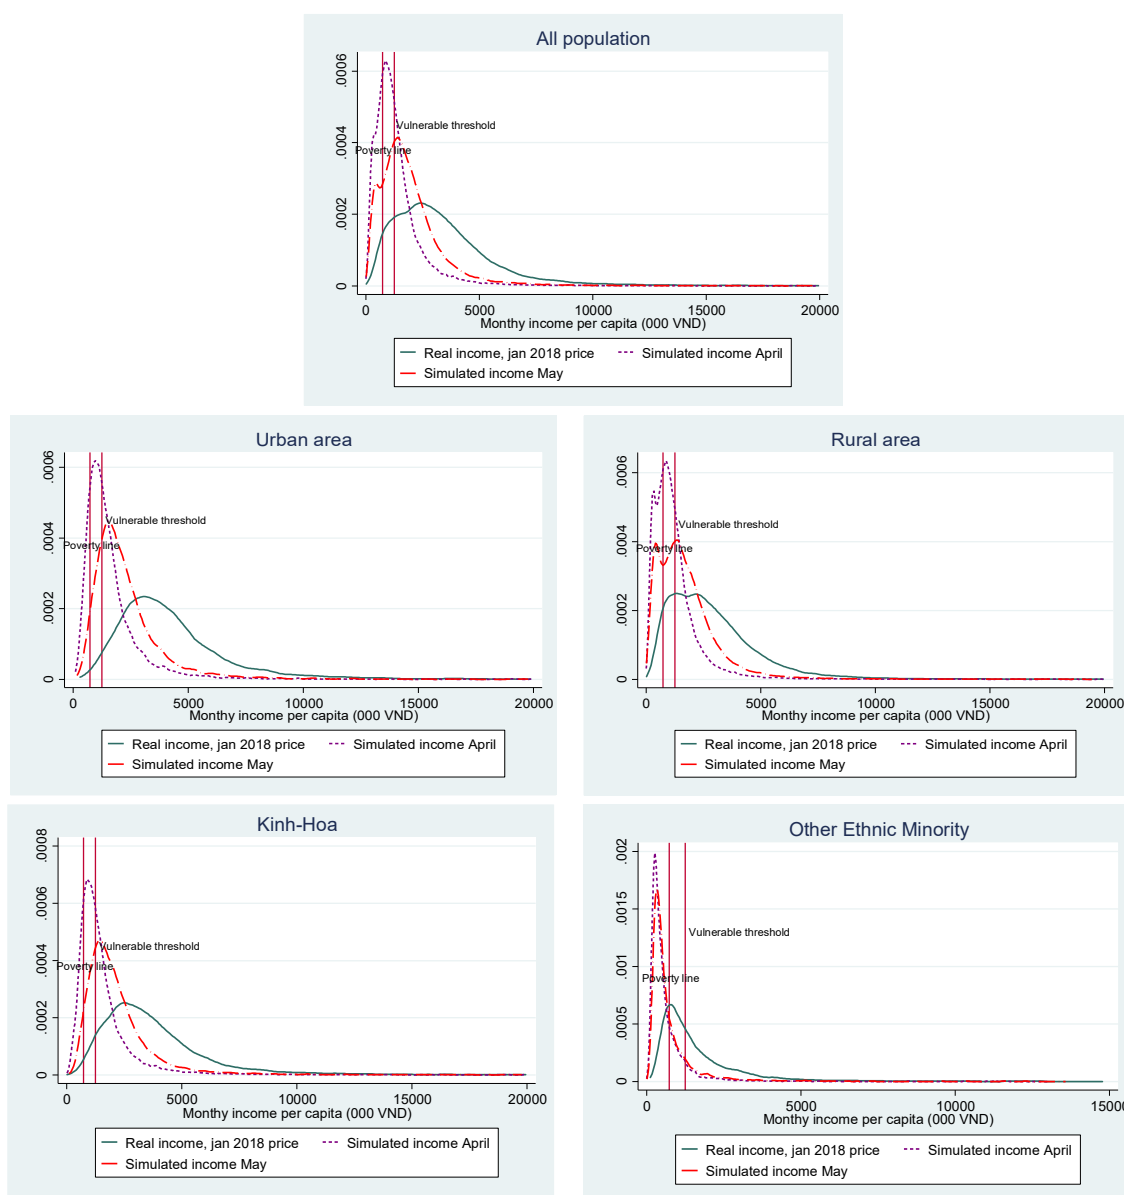 All population
.0006
.0004
.0002
0
Vulnerable threshold
Poverty line
0 5000 10000 15000 20000
Monthy income per capita (000 VND)
Real income, jan 2018 price Simulated income April
Simulated income May
Urban area
.0006
.0004
.0002
0
Vulnerable threshold
Poverty line
0 5000 10000 15000 20000
Monthy income per capita (000 VND)
Real income, jan 2018 price Simulated income April
Simulated income May
Rural area
.0006
.0004
.0002
0
Vulnerable threshold
Poverty line
0 5000 10000 15000 20000
Monthy income per capita (000 VND)
Real income, jan 2018 price Simulated income April
Simulated income May
Kinh-Hoa
.0008
.0006
.0004
.0002
0
Vulnerable threshold
Poverty line
0 5000 10000 15000 20000
Monthy income per capita (000 VND)
Real income, jan 2018 price Simulated income April
Simulated income May
Other Ethnic Minority
.002
.0015
.001
.0005
0
Vulnerable threshold
Poverty line
0 5000 10000 15000
Monthy income per capita (000 VND)
Real income, jan 2018 price Simulated income April
Simulated income May